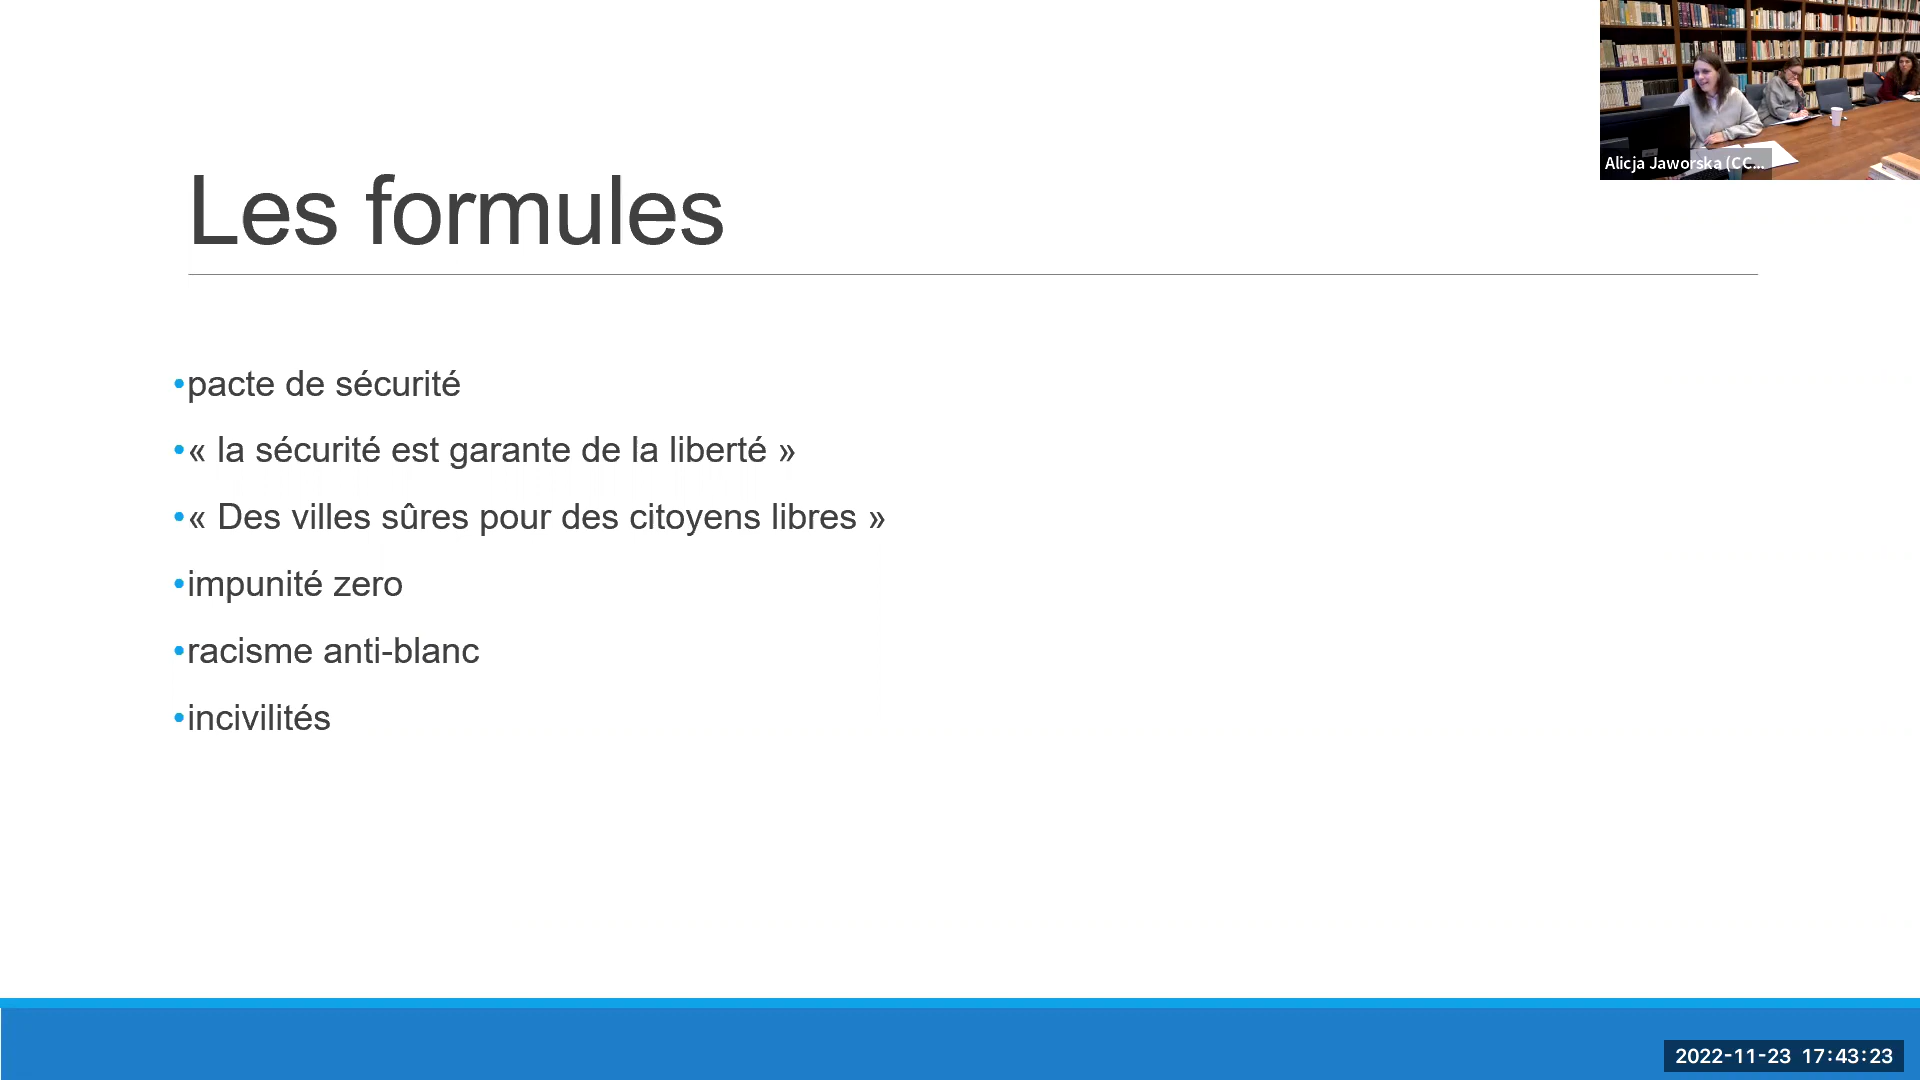 Alicja Jaworska (CC...
Les formules
•pacte de sécurité
•« la sécurité est garante de la liberté »
•« Des villes sûres pour des citoyens libres »
•impunité zero
•racisme anti-blanc
•incivilités
2022-11-23 17:43:23